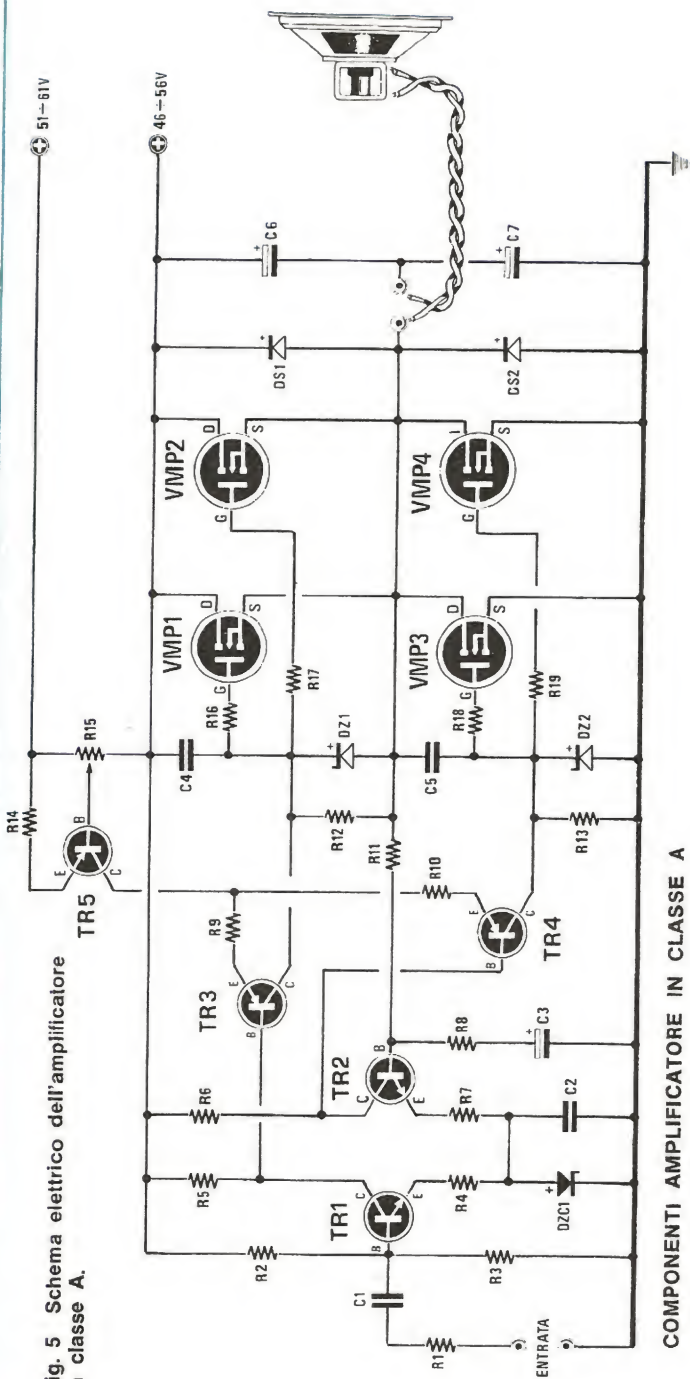 ig. 5 Schema elettrico dell'amplificatore
classe A.
51÷61V
46÷56V
R14
R15
B
E
C
TR5
C6
C7
DS1
DS2
D
S
G
VMP2
D
S
G
VMP1
R16
R17
C4
DZ1
R12
VMP4
G
S
VMP3
D
S
G
R18
R19
C5
DZ2
R13
R11
R10
R9
E
C
B
TR3
E
C
B
TR4
R6
R5
R2
R3
TR2
C
B
E
R7
R8
C3
C2
TR1
C
B
E
R4
DZC1
C1
R1
ENTRATA
COMPONENTI AMPLIFICATORE IN CLASSE A